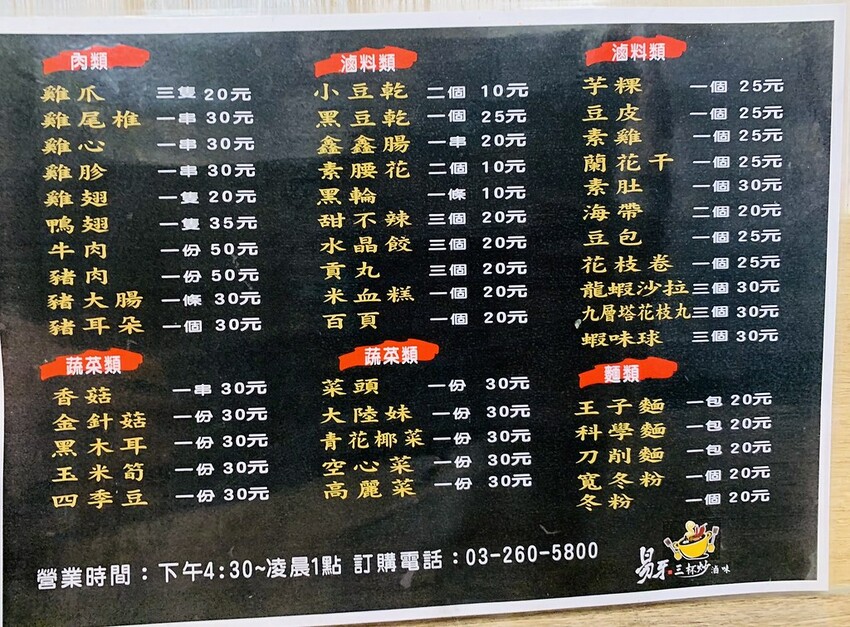 肉類
雞爪 三隻 20元
雞尾椎 一串 30元
雞心 一串 30元
雞胗 一串 30元
雞翅 一隻 20元
鴨翅 一隻 35元
牛肉 一份 50元
豬肉 一份 50元
豬大腸 一條 30元
豬耳朵 一個 30元
蔬菜類
香菇 一串 30元
金針菇 一份 30元
黑木耳 一份 30元
玉米筍 一份 30元
四季豆 一份 30元
滷料類
小豆乾 二個 10元
黑豆乾 一個 25元
鑫鑫腸 一串 20元
素腰花 二個 10元
黑輪 一條 10元
甜不辣 三個 20元
水晶餃 三個 20元
貢丸 三個 20元
米血糕 一個 20元
百頁 一個 20元
蔬菜類
菜頭 一份 30元
大陸妹 一份 30元
青花椰菜 一份 30元
空心菜 一份 30元
高麗菜 一份 30元
滷料類
芋粿 一個 25元
豆皮 一個 25元
素雞 一個 25元
蘭花干 一個 25元
素肚 一個 30元
海帶 二個 20元
豆包 一個 25元
花枝卷 一個 25元
龍蝦沙拉 三個 30元
九層塔花枝丸 三個 30元
蝦味球 三個 30元
麵類
王子麵 一包 20元
科學麵 一包 20元
刀削麵 一包 20元
寬冬粉 一個 20元
冬粉 一個 20元
營業時間：下午4:30~凌晨1點 訂購電話：03-260-5800
易牙 三杯炒 滷味